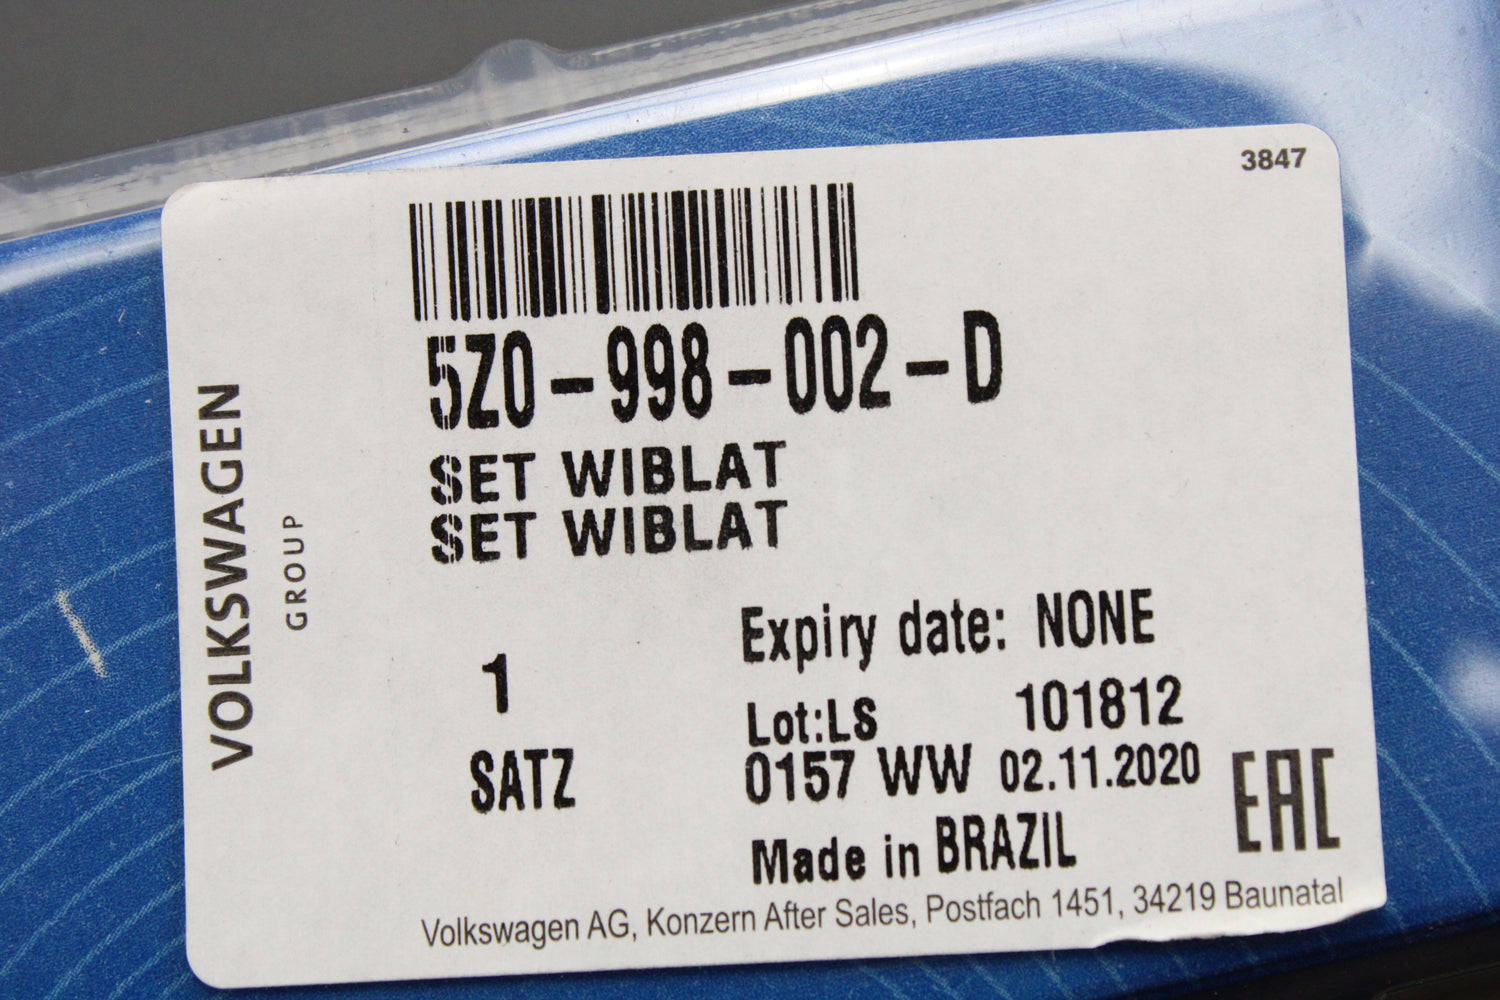 3847
5Z0-998-002-D
SET WIBLAT
SET WIBLAT
VOLKSWAGEN
GROUP
1
SATZ
Expiry date: NONE
Lot:LS 101812
0157 WW 02.11.2020
Made in BRAZIL
EAC
Volkswagen AG, Konzern After Sales, Postfach 1451, 34219 Baunatal